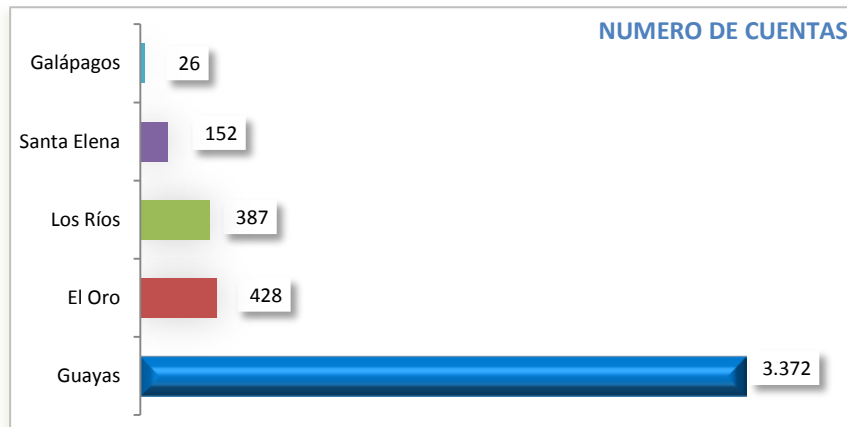 NUMERO DE CUENTAS
Galápagos 26
Santa Elena 152
Los Ríos 387
El Oro 428
Guayas 3.372